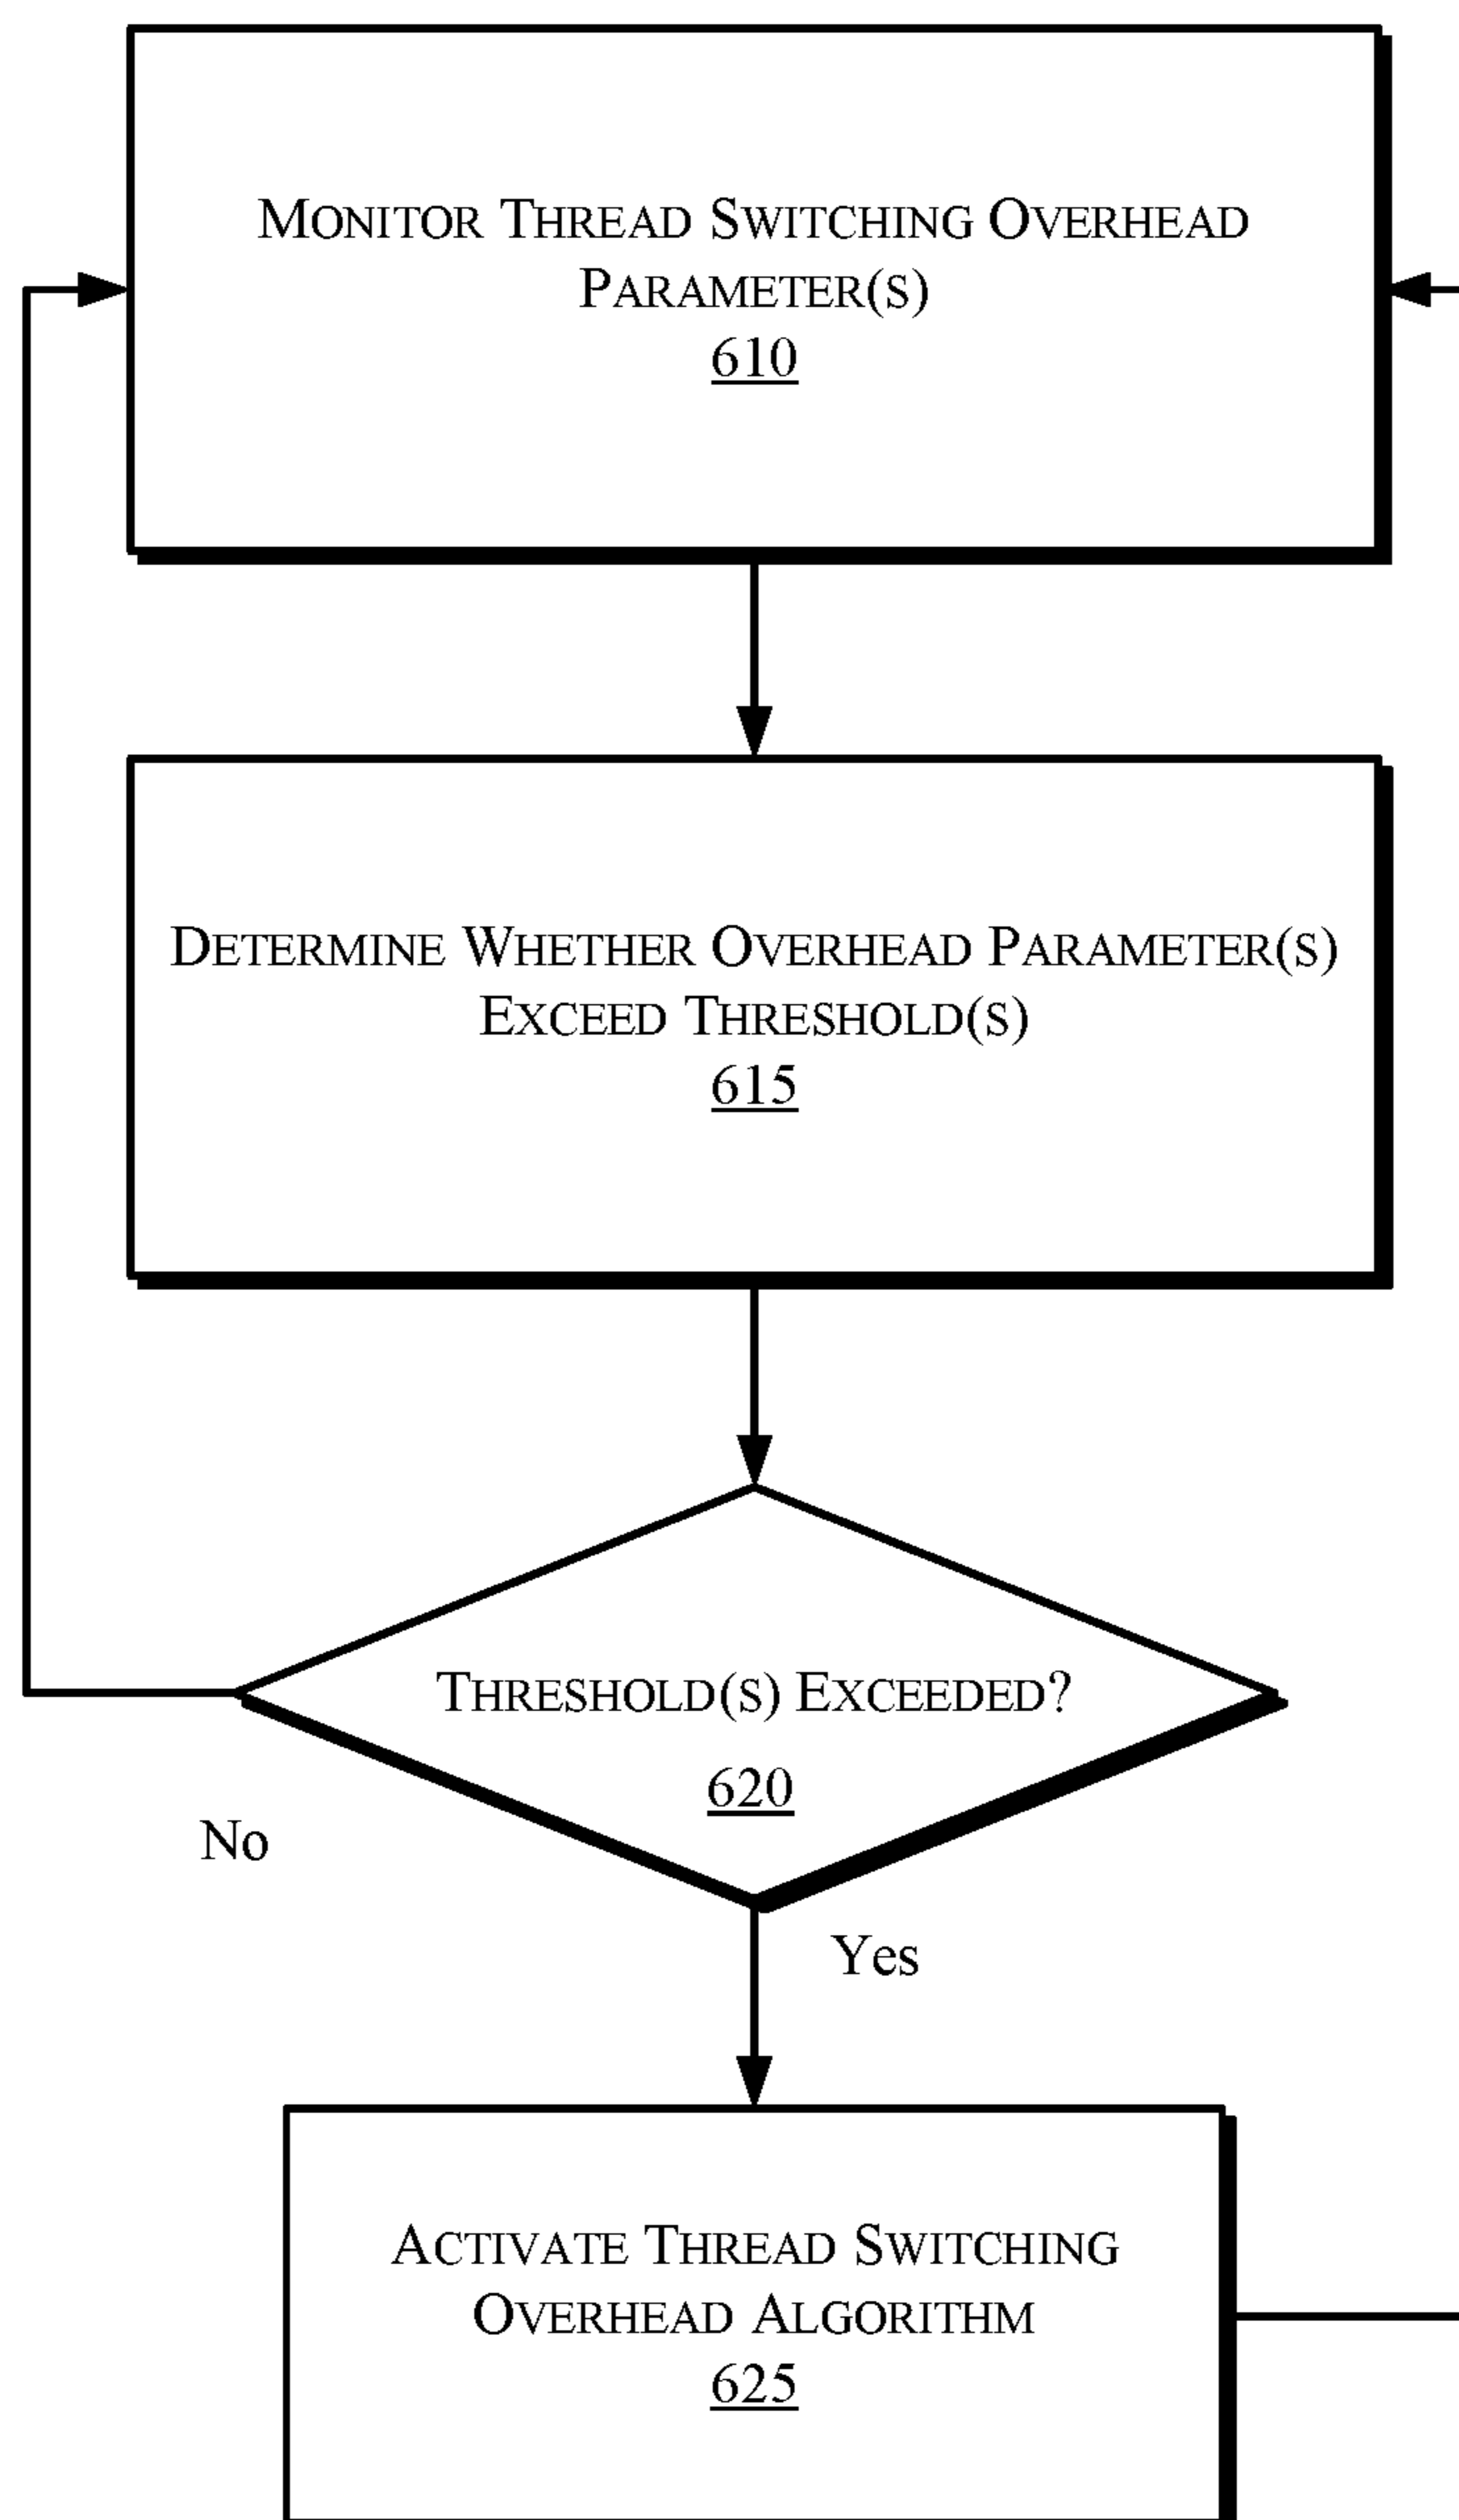 MONITOR THREAD SWITCHING OVERHEAD
PARAMETER(S)
610
DETERMINE WHETHER OVERHEAD PARAMETER(S)
EXCEED THRESHOLD(S)
615
THRESHOLD(S) EXCEEDED?
620
No
Yes
ACTIVATE THREAD SWITCHING
OVERHEAD ALGORITHM
625